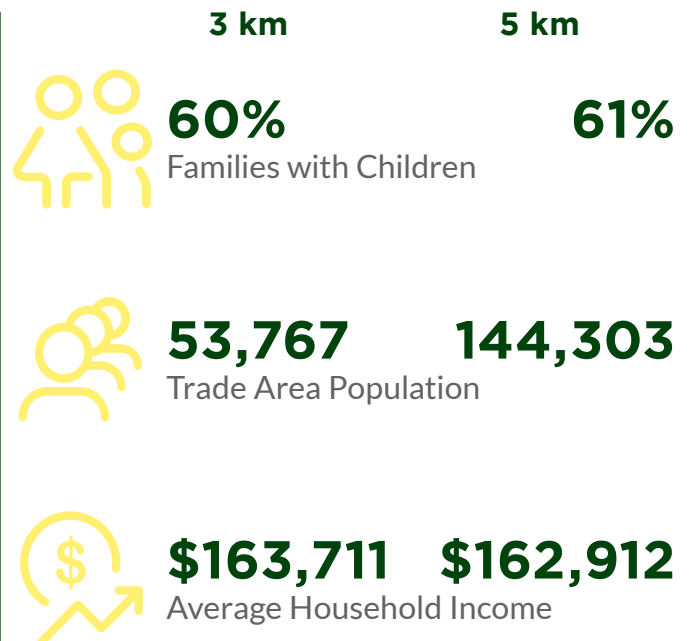 3 km 5 km
60% 61%
Families with Children
53,767 144,303
Trade Area Population
$
$163,711 $162,912
Average Household Income